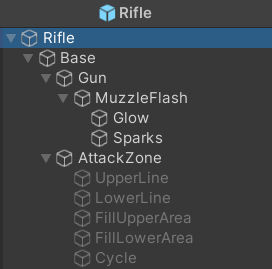 Rifle
Rifle
Base
Gun
MuzzleFlash
Glow
Sparks
AttackZone
UpperLine
LowerLine
FillUpperArea
FillLowerArea
Cycle